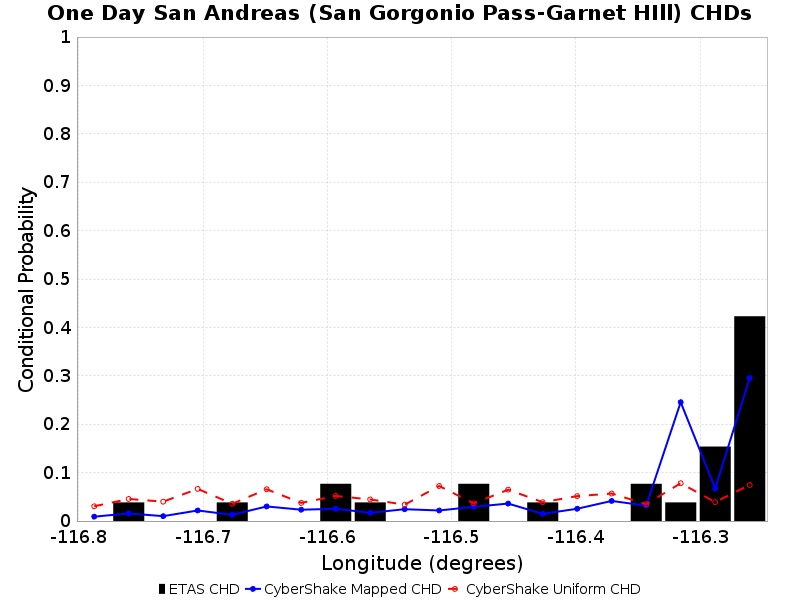 One Day San Andreas (San Gorgonio Pass-Garnet HIll) CHDs
1
0.9
0.8
0.7
0.6
0.5
0.4
0.3
0.2
0.1
0
Conditional Probability
-116.8 -116.7 -116.6 -116.5 -116.4 -116.3
Longitude (degrees)
ETAS CHD CyberShake Mapped CHD CyberShake Uniform CHD